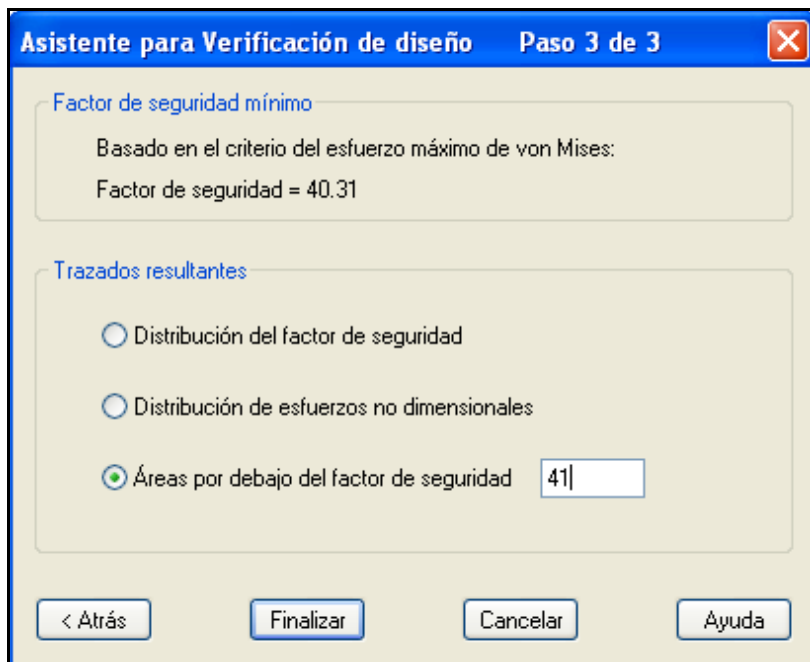 Asistente para Verificación de diseño Paso 3 de 3
Factor de seguridad mínimo
Basado en el criterio del esfuerzo máximo de von Mises:
Factor de seguridad = 40.31
Trazados resultantes
Distribución del factor de seguridad
Distribución de esfuerzos no dimensionales
Áreas por debajo del factor de seguridad 41
< Atrás Finalizar Cancelar Ayuda